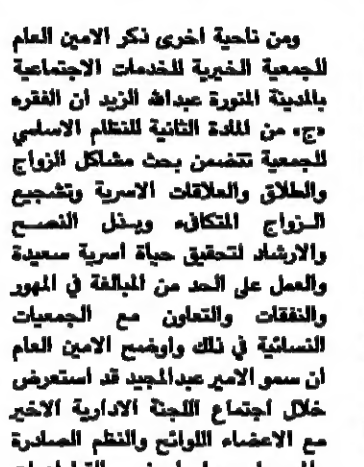 ومن ناحية اخرى ذكر الامين العام
للجمعية الخيرية للخدمات الاجتماعية
بالمدينة المنورة عبدالله الزيد أن الفقره
«ج» من المادة الثانية للنظام الاساسي
للجمعية تتضمن بحث مشاكل الزواج
والطلاق والعلاقات الاسرية وتشجيع
الزواج المتكافىء وبذل النصح
والارشاد لتحقيق حياة اسرية سعيدة
والعمل على الحد من المبالغة في المهور
والنفقات والتعاون مع الجمعيات
النسائية في ذلك واوضح الامين العام
ان سمو الامير عبدالمجيد قد استعرض
خلال اجتماع اللجنة الادارية الاخير
مع الاعضاء اللوائح والنظم الصادرة